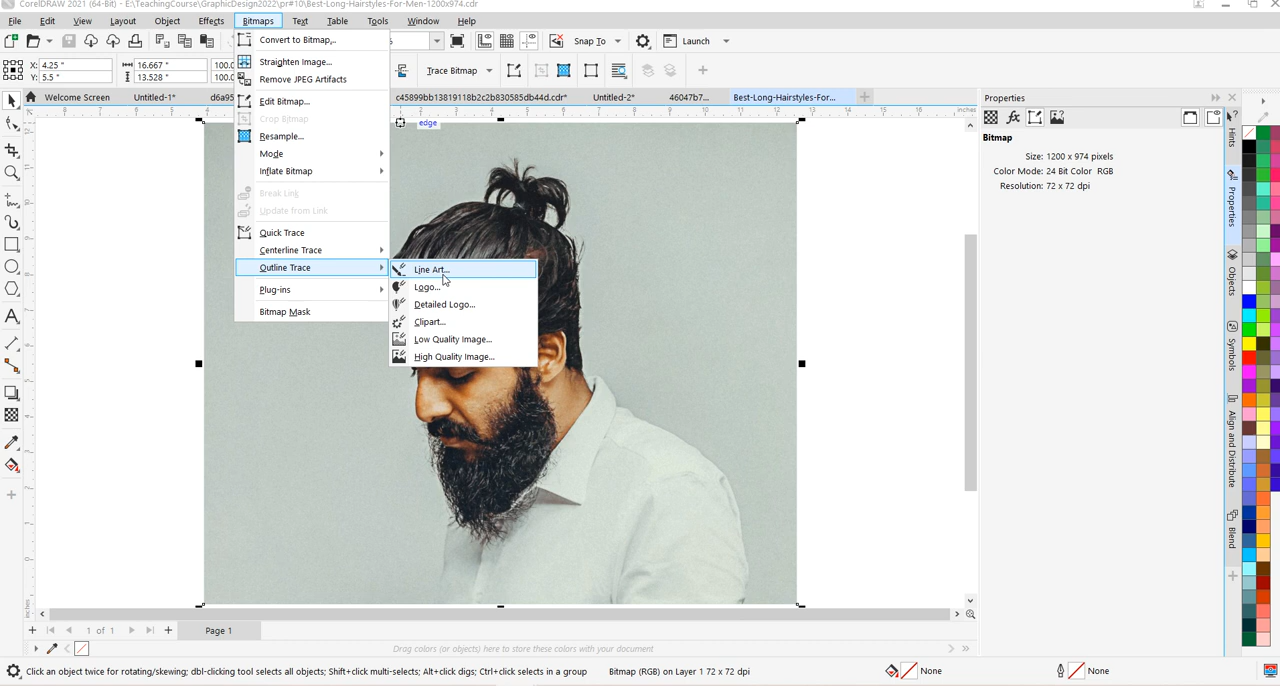 CorelDRAW 2021 (64-Bit) - E:\TeachingCourse\GraphicDesign2022\pr#10\Best-Long-Hairstyles-For-Men-1200x974.cdr
File Edit View Layout Object Effects Bitmaps Text Table Tools Window Help
Snap To Launch
X: 4.25 " 16.667 " 100.0
Y: 5.5 " 13.528 " 100.0
Trace Bitmap
Welcome Screen Untitled-1* d6a95 c45899bb13819118b2c2b830585db44d.cdr* Untitled-2* 46047b7... Best-Long-Hairstyles-For...
Convert to Bitmap...
Straighten Image...
Remove JPEG Artifacts
Edit Bitmap...
Crop Bitmap
Resample...
Mode
Inflate Bitmap
Break Link
Update from Link
Quick Trace
Centerline Trace
Outline Trace
Plug-ins
Bitmap Mask
Line Art...
Logo...
Detailed Logo...
Clipart...
Low Quality Image...
High Quality Image...
edge
inches
Properties
Bitmap
Size: 1200 x 974 pixels
Color Mode: 24 Bit Color RGB
Resolution: 72 x 72 dpi
Hints
Properties
Objects
Symbols
Align and Distribute
Blend
1 of 1
Page 1
Drag colors (or objects) here to store these colors with your document
Click an object twice for rotating/skewing; dbl-clicking tool selects all objects; Shift+click multi-selects; Alt+click digs; Ctrl+click selects in a group
Bitmap (RGB) on Layer 1 72 x 72 dpi
None
None